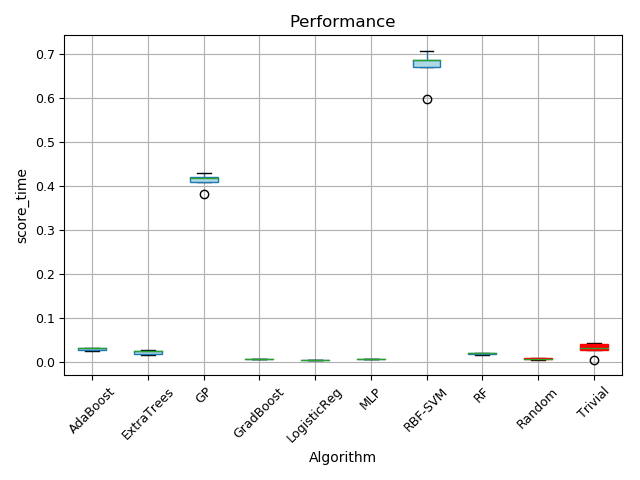 Performance
score_time
0.7
0.6
0.5
0.4
0.3
0.2
0.1
0.0
AdaBoost
ExtraTrees
GP
GradBoost
LogisticReg
MLP
RBF-SVM
RF
Random
Trivial
Algorithm